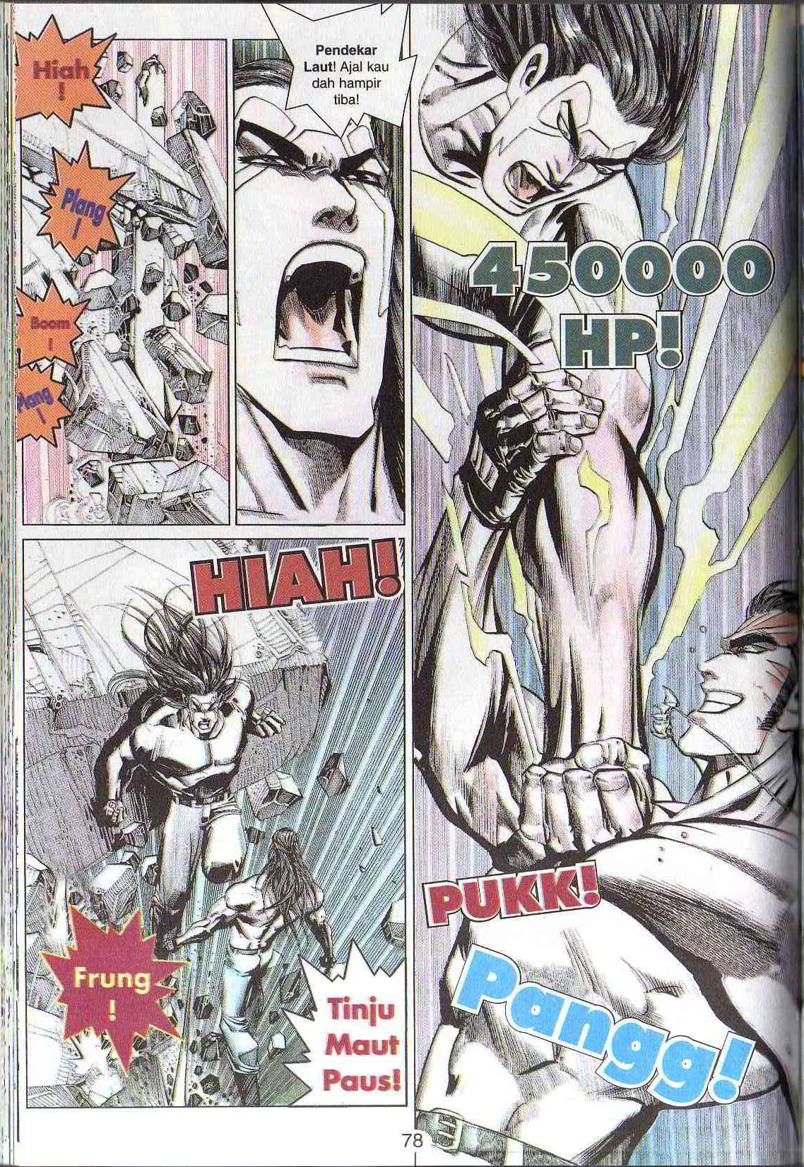 Hiah
!
Plang
!
Boom
!
Plang
!
Pendekar
Laut! Ajal kau
dah hampir
tiba!
450000
HP!
HIAH!
Frung
!
Tinju
Maut
Paus!
PUKK!
Pangg!
78